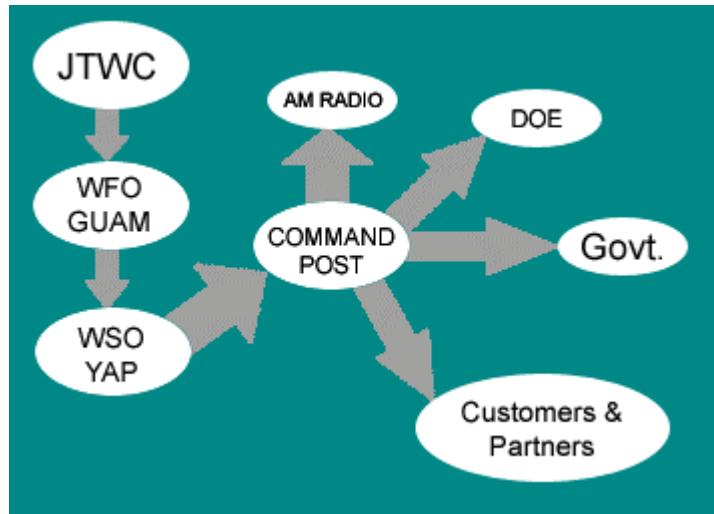 JTWC
WFO
GUAM
WSO
YAP
COMMAND
POST
AM RADIO
DOE
Govt.
Customers &
Partners